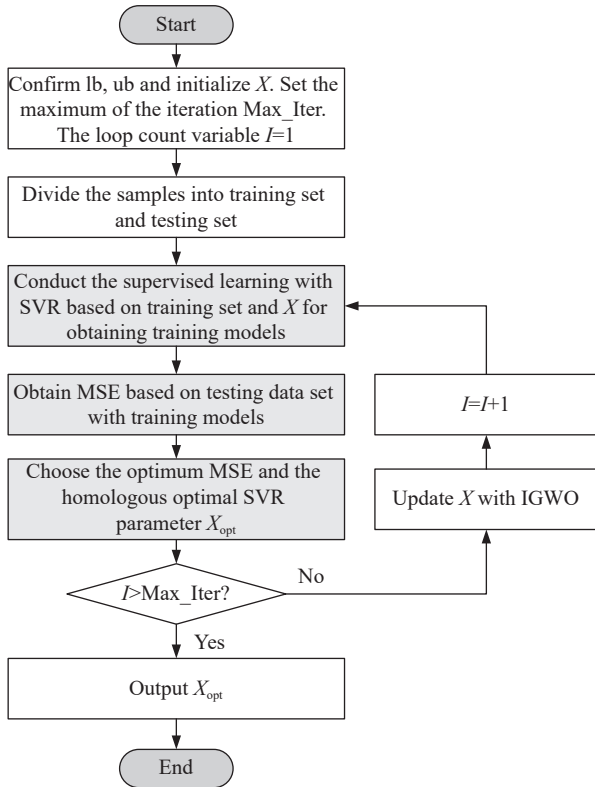 Start
Confirm lb, ub and initialize X. Set the
maximum of the iteration Max_Iter.
The loop count variable I=1
Divide the samples into training set
and testing set
Conduct the supervised learning with
SVR based on training set and X for
obtaining training models
Obtain MSE based on testing data set
with training models
Choose the optimum MSE and the
homologous optimal SVR
parameter Xopt
I>Max_Iter?
No
Update X with IGWO
I=I+1
Yes
Output Xopt
End